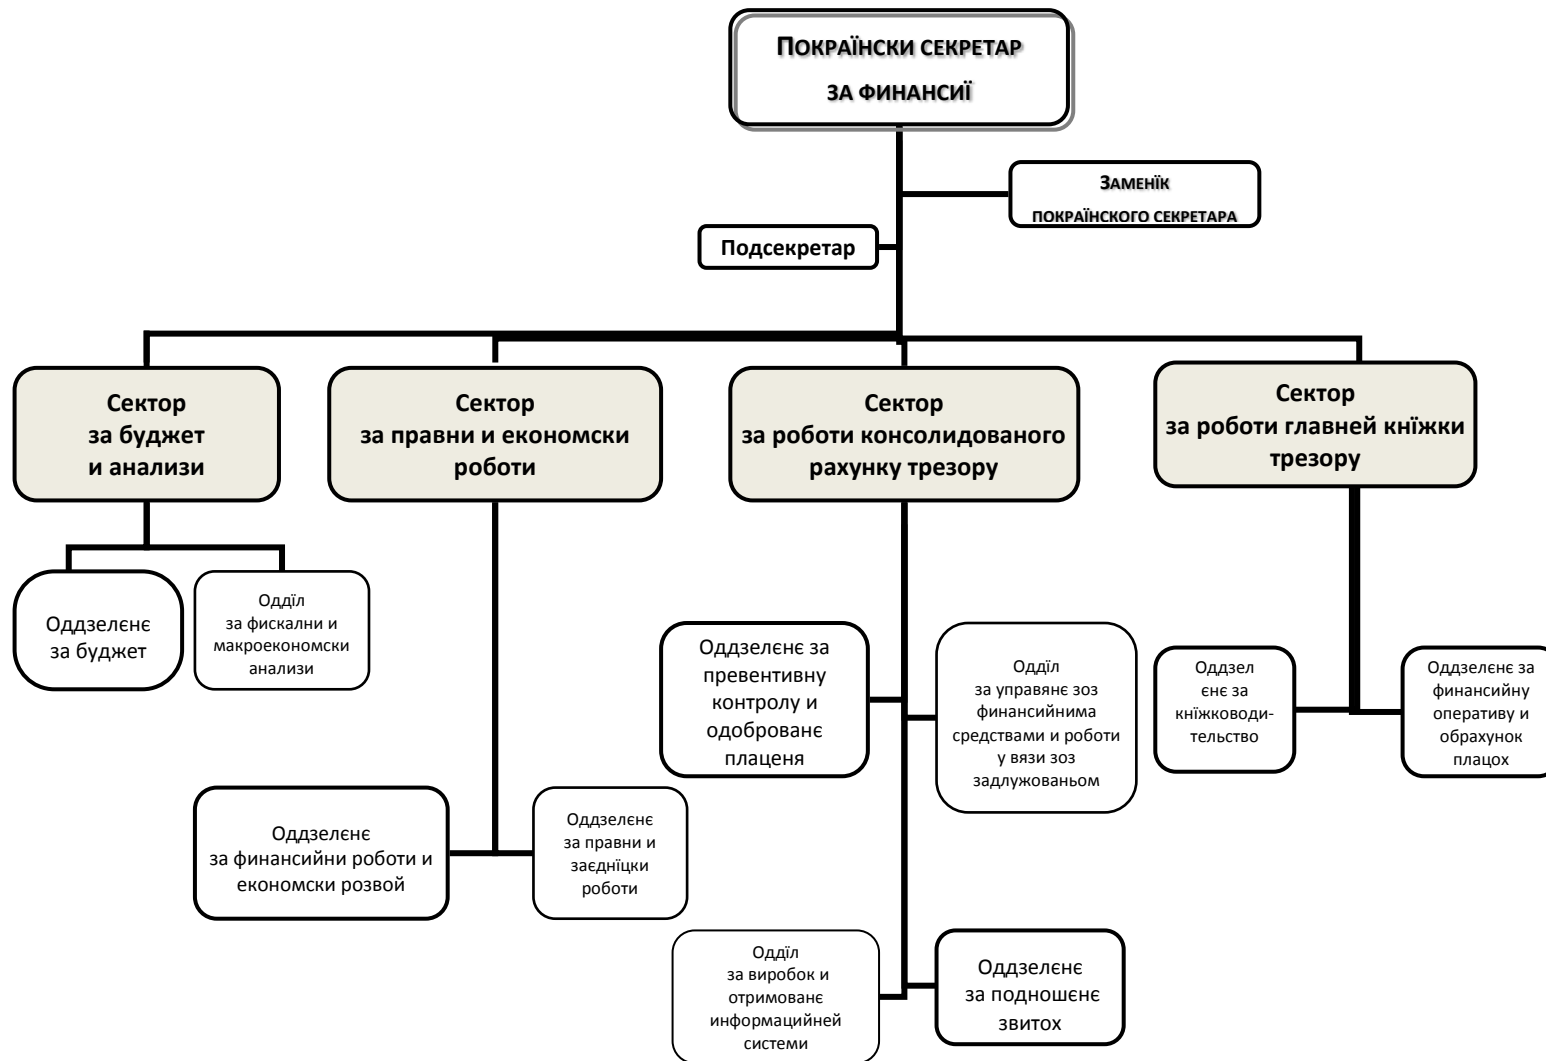 ПОКРАЇНСКИ СЕКРЕТАР
ЗА ФИНАНСИЇ
ЗАМЕНЇК
ПОКРАЇНСКОГО СЕКРЕТАРА
Подсекретар
Сектор
за буджет
и анализи
Сектор
за правни и економски
роботи
Сектор
за роботи консолидованого
рахунку трезору
Сектор
за роботи главней кнїжки
трезору
Оддзелєнє
за буджет
Оддїл
за фискални и
макроекономски
анализи
Оддзелєнє за
превентивну
контролу и
одоброванє
плаценя
Оддїл
за управянє зоз
финансийнима
средствами и роботи
у вязи зоз
задлужованьом
Оддзел
єнє за
кнїжководи-
тельство
Оддзелєнє за
финансийну
оперативу и
обрахунок
плацох
Оддзелєнє
за финансийни роботи и
економски розвой
Оддзелєнє
за правни и
заєднїцки
роботи
Оддїл
за виробок и
отримованє
информацийней
системи
Оддзелєнє
за подношєнє
звитох